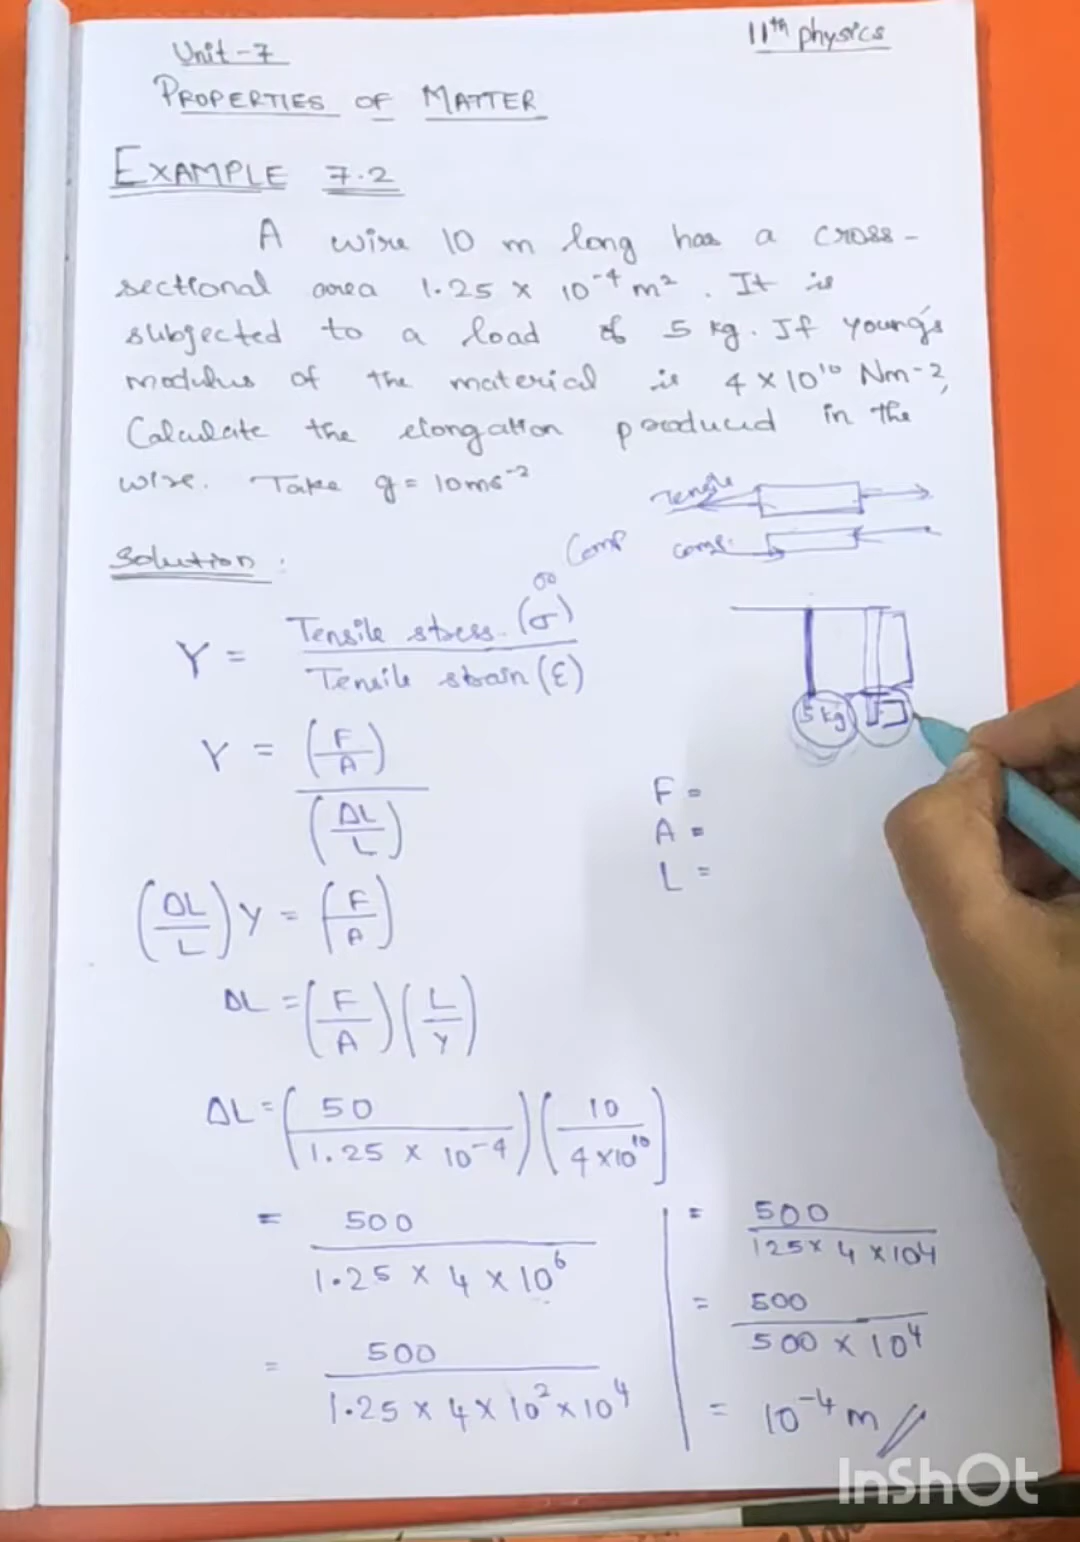 Unit-7
11th physics
PROPERTIES OF MATTER
EXAMPLE 7.2
A wire 10 m long has a cross-
sectional area 1.25 × 10⁻⁴ m². It is
subjected to a load of 5 kg. If young's
modulus of the material is 4 × 10¹⁰ Nm-2,
Calculate the elongation produced in the
wire. Take g = 10ms⁻²
Tensile
Comp comp.
Solution :
Y = Tensile stress (σ) / Tensile strain (ε)
5 kg
Y = (F/A) / (ΔL/L)
F =
A =
L =
(ΔL/L) Y = (F/A)
ΔL = (F/A) (L/Y)
ΔL = (50 / 1.25 × 10⁻⁴) (10 / 4 × 10¹⁰)
= 500 / 1.25 × 4 × 10⁶
= 500 / 1.25 × 4 × 10² × 10⁴
= 500 / 125 × 4 × 104
= 500 / 500 × 10⁴
= 10⁻⁴ m //
InShOt